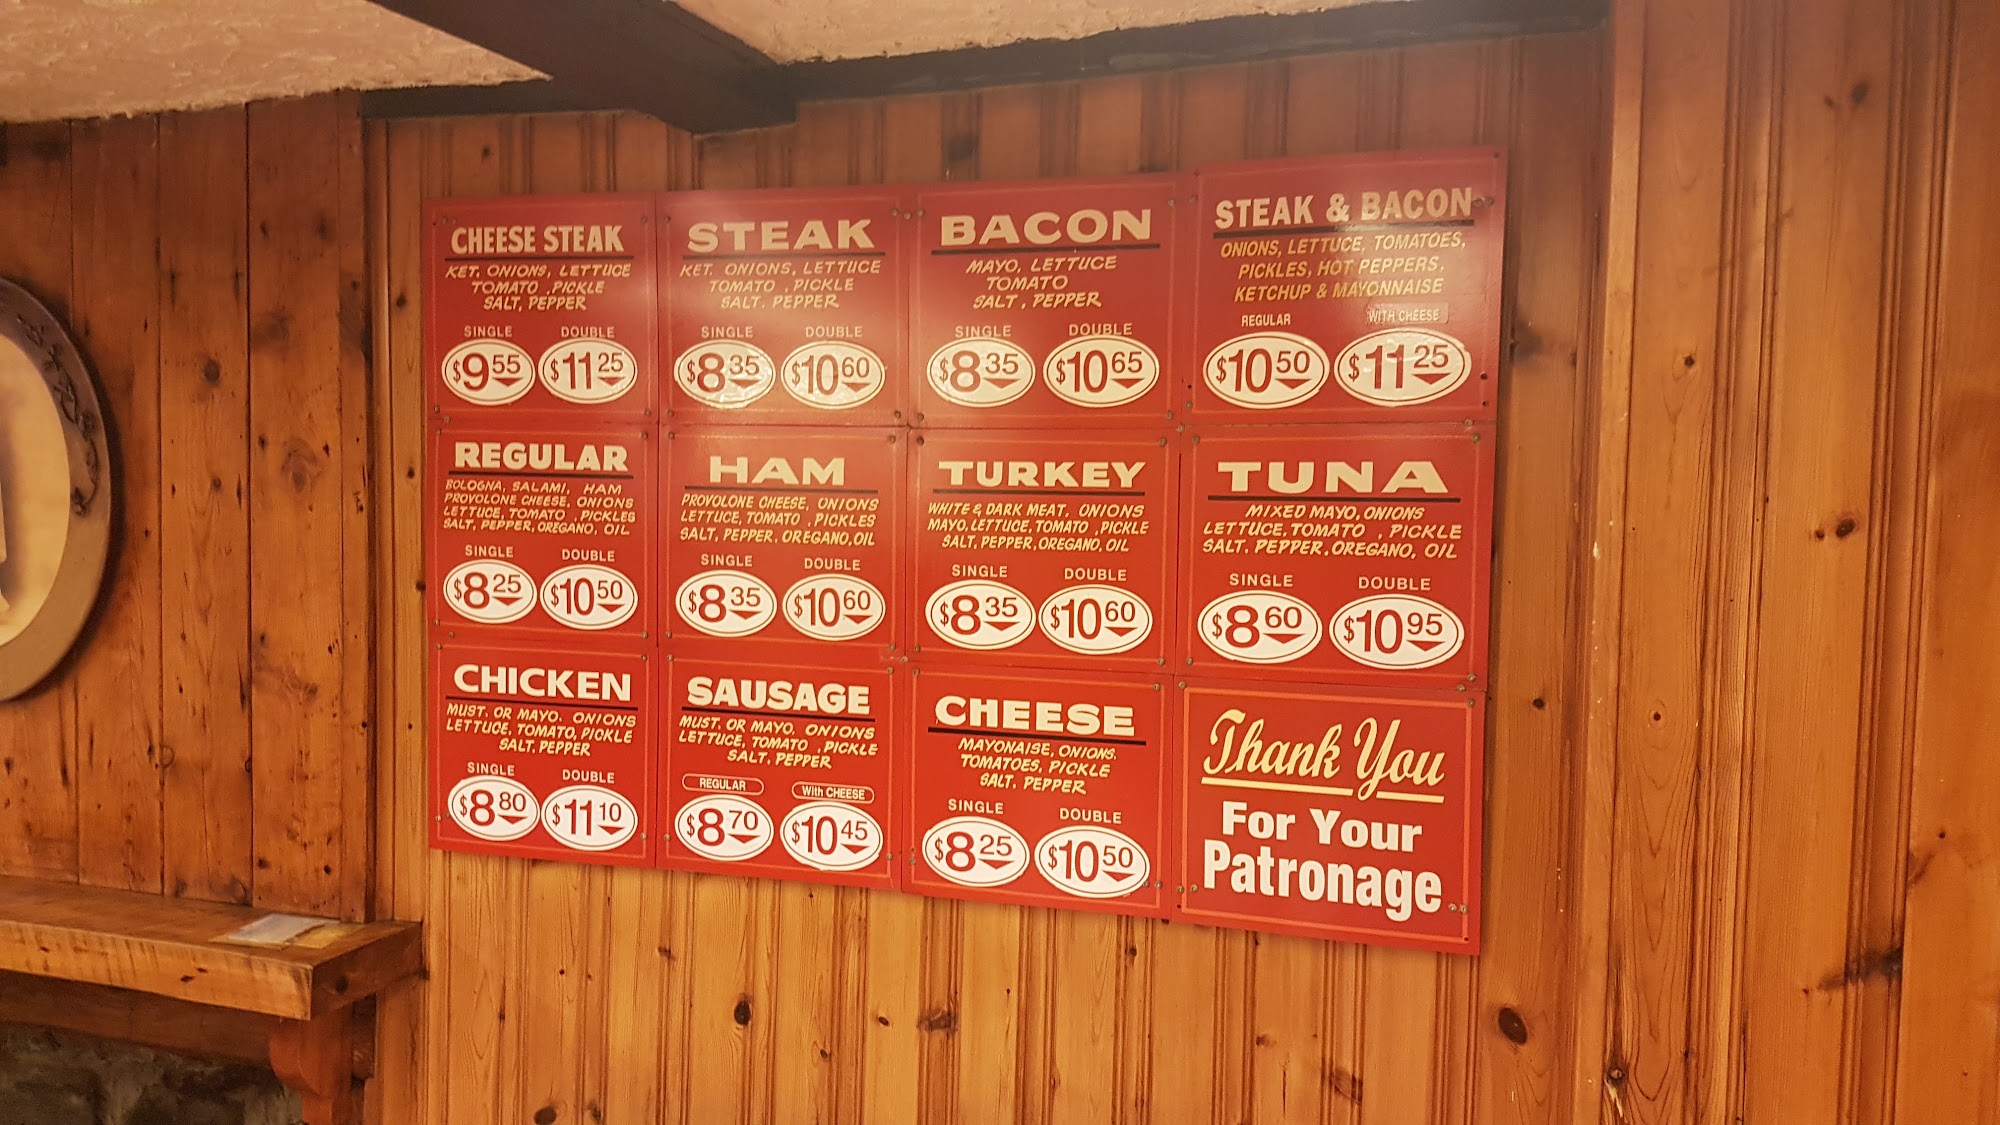 CHEESE STEAK
KET. ONIONS, LETTUCE
TOMATO , PICKLE
SALT, PEPPER
SINGLE DOUBLE
$9 55 $11 25
STEAK
KET. ONIONS, LETTUCE
TOMATO , PICKLE
SALT. PEPPER
SINGLE DOUBLE
$8 35 $10 60
BACON
MAYO, LETTUCE
TOMATO
SALT , PEPPER
SINGLE DOUBLE
$8 35 $10 65
STEAK & BACON
ONIONS, LETTUCE, TOMATOES,
PICKLES, HOT PEPPERS,
KETCHUP & MAYONNAISE
REGULAR WITH CHEESE
$10 50 $11 25
REGULAR
BOLOGNA, SALAMI, HAM
PROVOLONE CHEESE, ONIONS
LETTUCE, TOMATO , PICKLES
SALT, PEPPER, OREGANO, OIL
SINGLE DOUBLE
$8 25 $10 50
HAM
PROVOLONE CHEESE, ONIONS
LETTUCE, TOMATO , PICKLES
SALT, PEPPER, OREGANO, OIL
SINGLE DOUBLE
$8 35 $10 60
TURKEY
WHITE & DARK MEAT, ONIONS
MAYO, LETTUCE, TOMATO , PICKLE
SALT, PEPPER, OREGANO, OIL
SINGLE DOUBLE
$8 35 $10 60
TUNA
MIXED MAYO, ONIONS
LETTUCE, TOMATO , PICKLE
SALT. PEPPER. OREGANO, OIL
SINGLE DOUBLE
$8 60 $10 95
CHICKEN
MUST. OR MAYO. ONIONS
LETTUCE, TOMATO, PICKLE
SALT. PEPPER
SINGLE DOUBLE
$8 80 $11 10
SAUSAGE
MUST. OR MAYO. ONIONS
LETTUCE, TOMATO , PICKLE
SALT. PEPPER
REGULAR With CHEESE
$8 70 $10 45
CHEESE
MAYONAISE, ONIONS.
TOMATOES, PICKLE
SALT. PEPPER
SINGLE DOUBLE
$8 25 $10 50
Thank You
For Your
Patronage